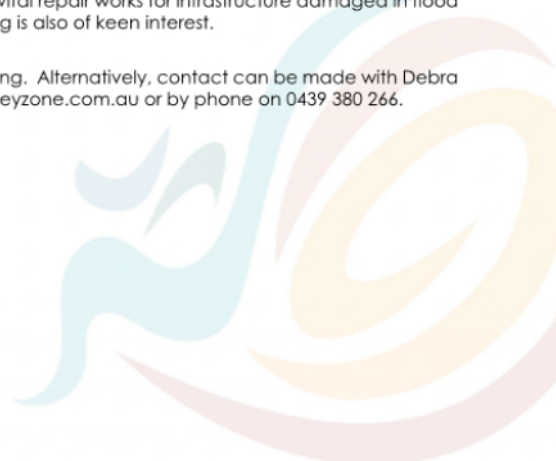 vital repair works for infrastructure damaged in flood
g is also of keen interest.
ng. Alternatively, contact can be made with Debra
eyzone.com.au or by phone on 0439 380 266.